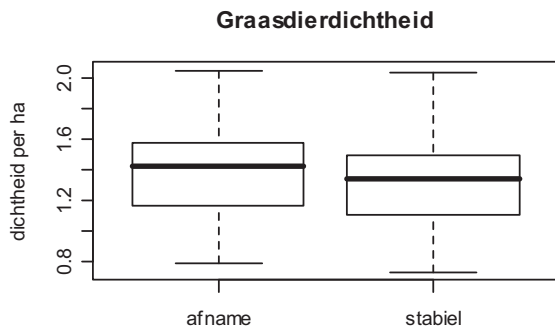 Graasdierdichtheid
dichtheid per ha
2.0
1.6
1.2
0.8
afname
stabiel